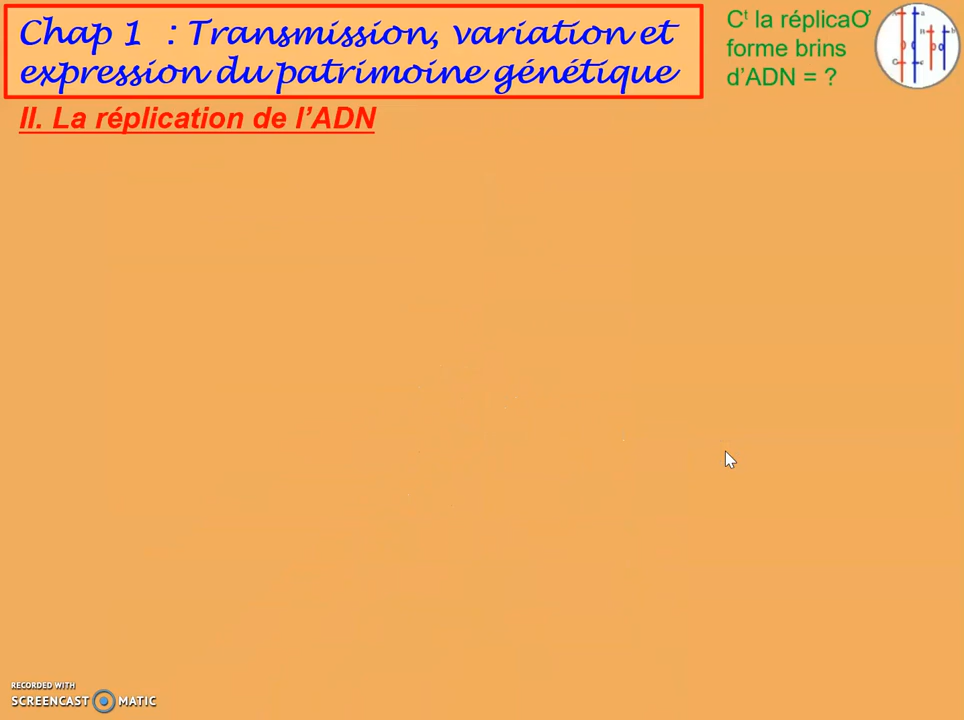 Chap 1 : Transmission, variation et
expression du patrimoine génétique
Cᵗ la réplicaƠ
forme brins
d'ADN = ?
II. La réplication de l'ADN
RECORDED WITH
SCREENCAST MATIC